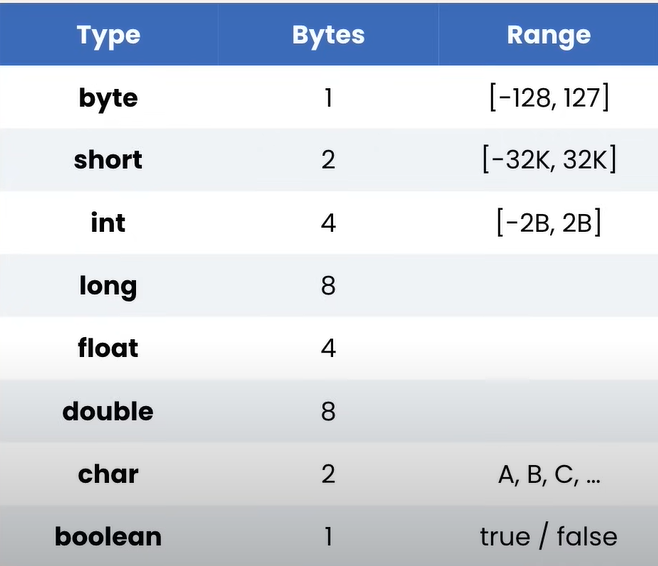 Type Bytes Range
byte 1 [-128, 127]
short 2 [-32K, 32K]
int 4 [-2B, 2B]
long 8
float 4
double 8
char 2 A, B, C, ...
boolean 1 true / false